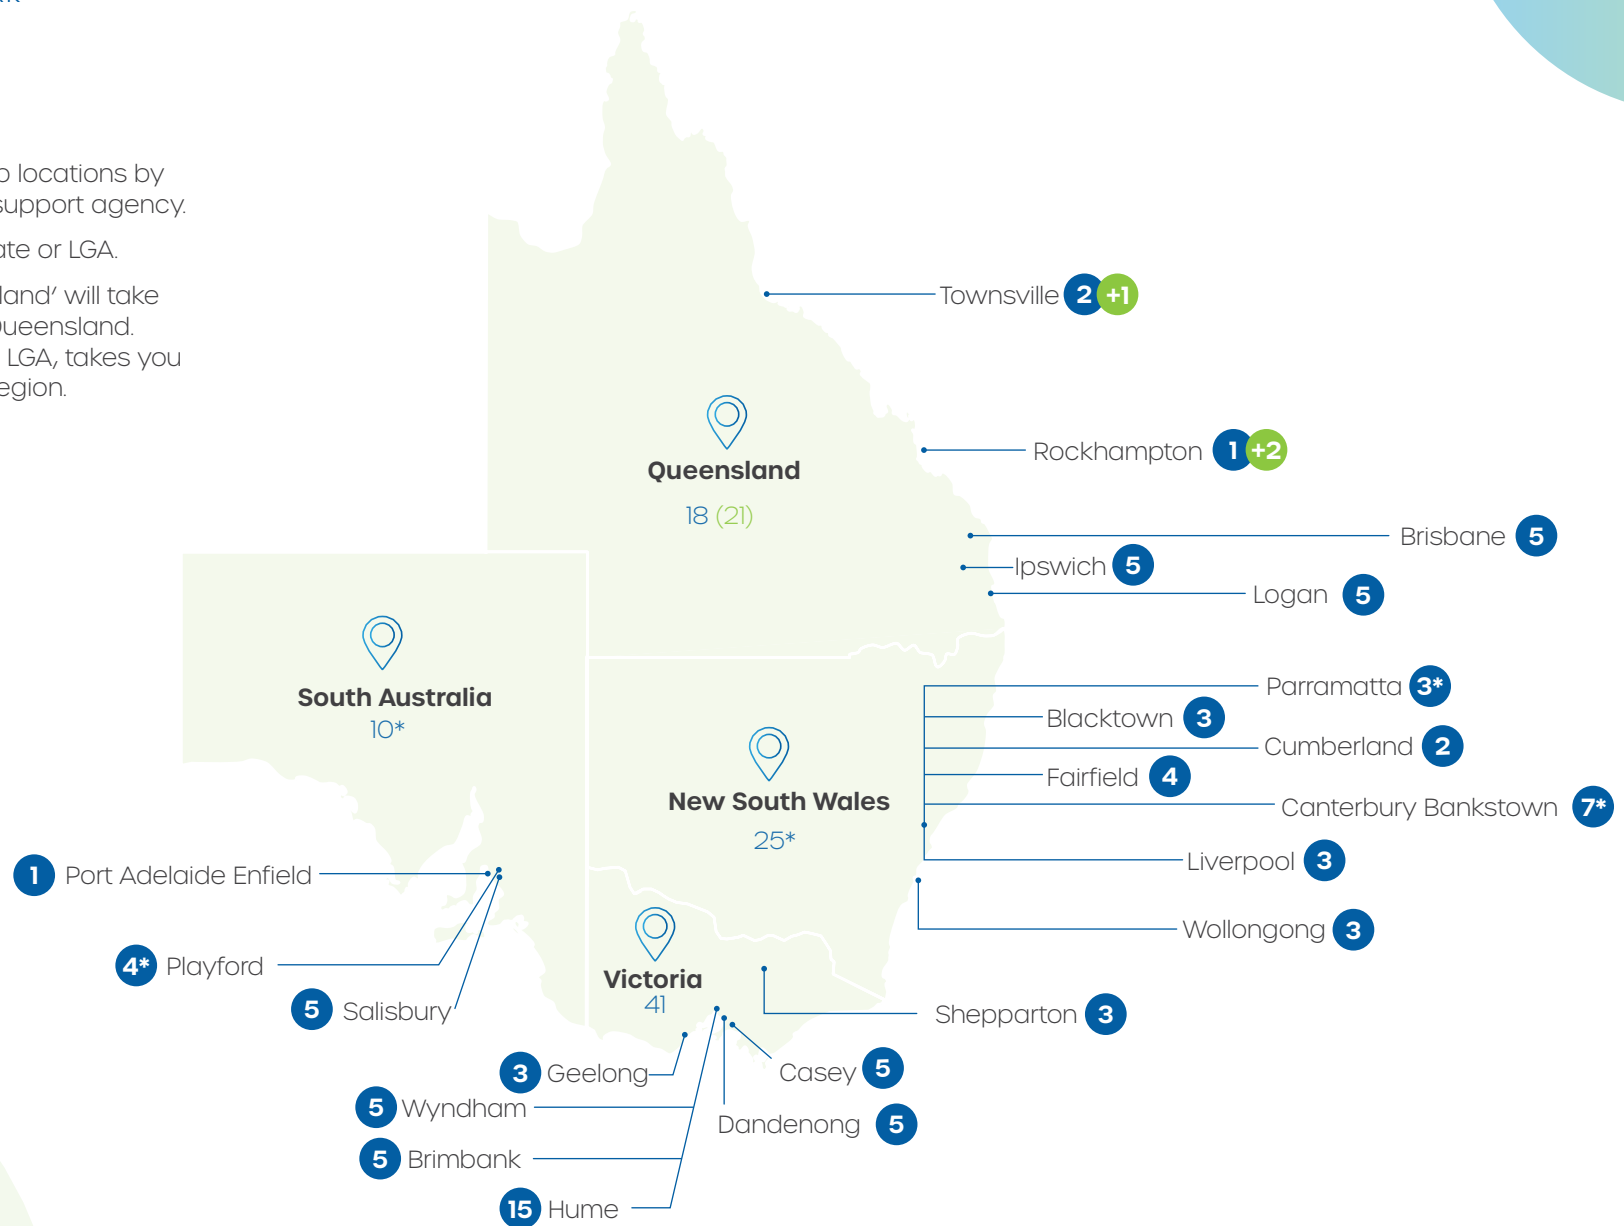 o locations by
support agency.
ate or LGA.
land' will take
Queensland.
LGA, takes you
egion.
Townsville 2 +1
Rockhampton 1 +2
Queensland
18 (21)
Brisbane 5
Ipswich 5
Logan 5
South Australia
10*
Parramatta 3*
Blacktown 3
Cumberland 2
Fairfield 4
New South Wales
25*
Canterbury Bankstown 7*
Liverpool 3
1 Port Adelaide Enfield
Wollongong 3
4* Playford
Victoria
41
5 Salisbury
Shepparton 3
3 Geelong
Casey 5
5 Wyndham
Dandenong 5
5 Brimbank
15 Hume